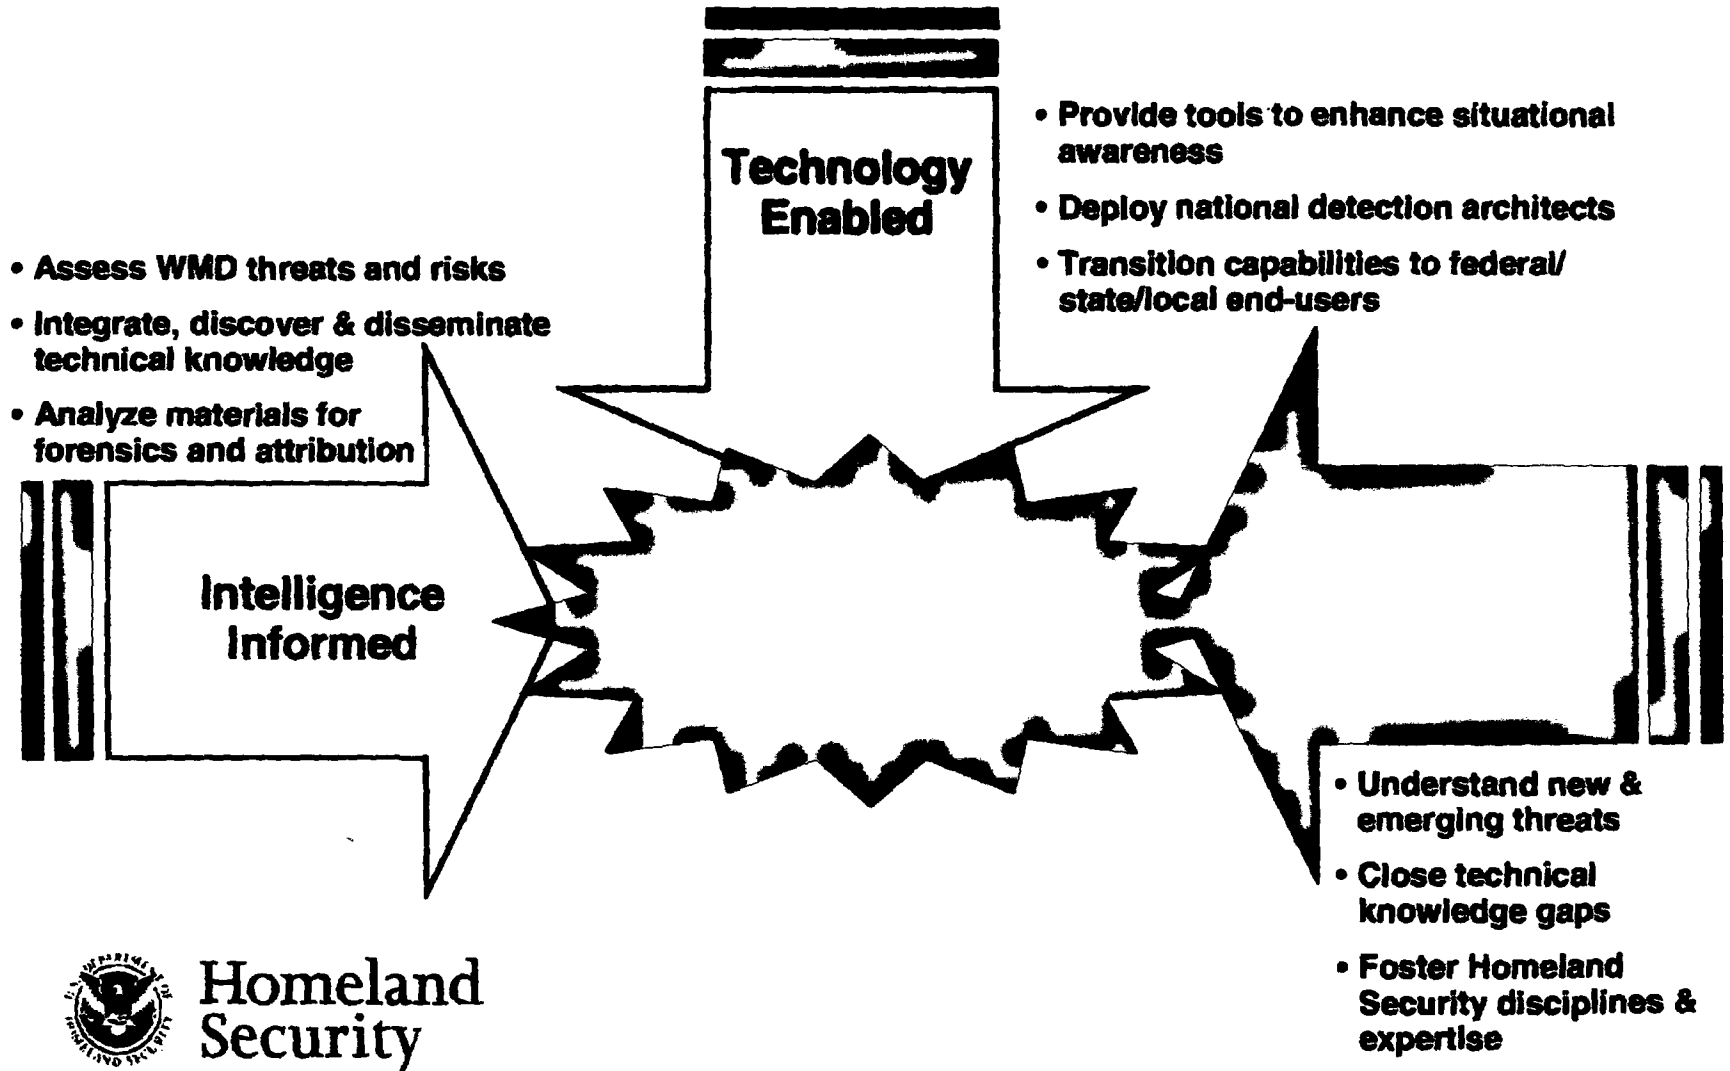 Technology
Enabled
• Provide tools to enhance situational
awareness
• Deploy national detection architects
• Transition capabilities to federal/
state/local end-users
• Assess WMD threats and risks
• Integrate, discover & disseminate
technical knowledge
• Analyze materials for
forensics and attribution
Intelligence
Informed
• Understand new &
emerging threats
• Close technical
knowledge gaps
• Foster Homeland
Security disciplines &
expertise
Homeland
Security